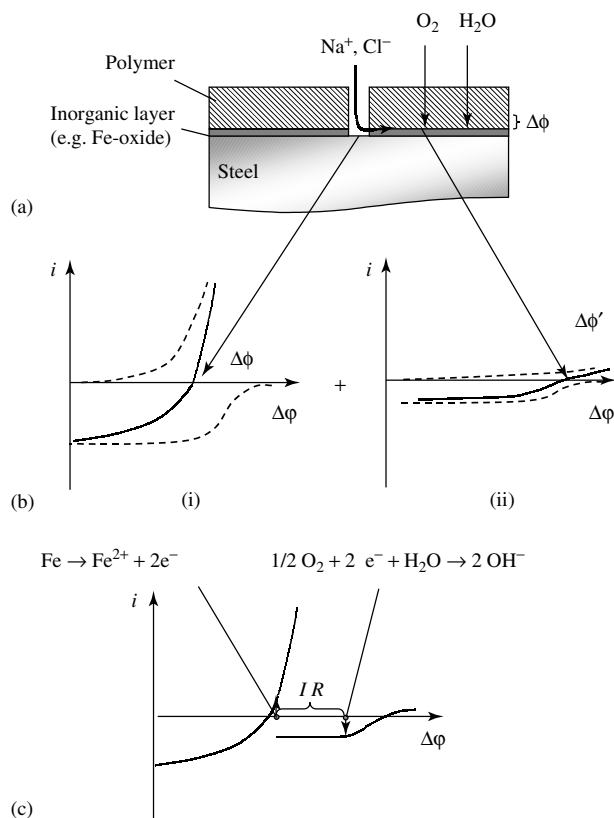 Na⁺, Cl⁻
O₂ H₂O
Polymer
Inorganic layer
(e.g. Fe-oxide)
Δϕ
Steel
(a)
i
Δϕ
Δφ
+
i
Δϕ′
Δφ
(b)
(i)
(ii)
Fe → Fe²⁺ + 2e⁻
1/2 O₂ + 2 e⁻ + H₂O → 2 OH⁻
i
I R
Δφ
(c)